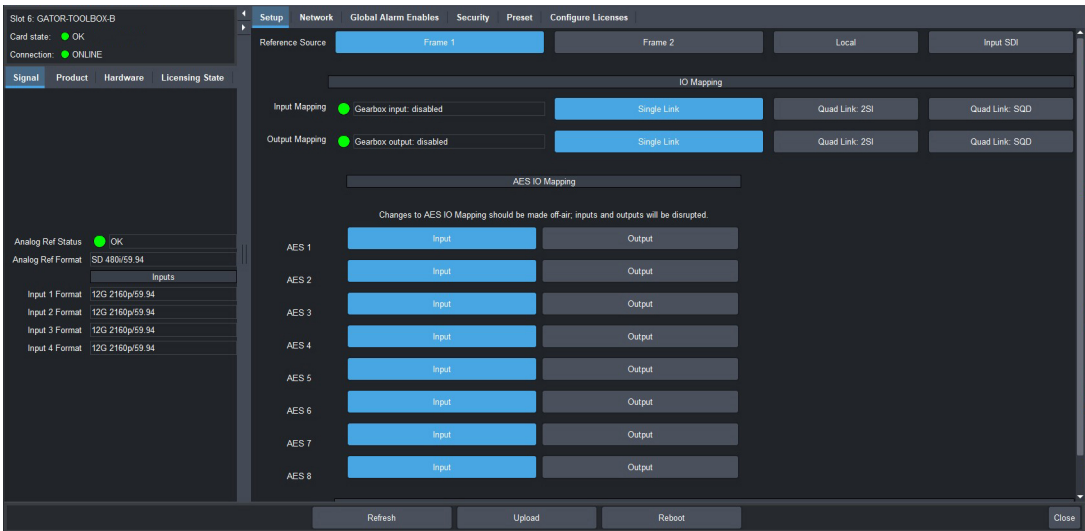 Slot 6: GATOR-TOOLBOX-B
Card state: OK
Connection: ONLINE
Signal Product Hardware Licensing State
Analog Ref Status OK
Analog Ref Format SD 480i/59.94
Inputs
Input 1 Format 12G 2160p/59.94
Input 2 Format 12G 2160p/59.94
Input 3 Format 12G 2160p/59.94
Input 4 Format 12G 2160p/59.94
Setup Network Global Alarm Enables Security Preset Configure Licenses
Reference Source Frame 1 Frame 2 Local Input SDI
IO Mapping
Input Mapping Gearbox input: disabled Single Link Quad Link: 2SI Quad Link: SQD
Output Mapping Gearbox output: disabled Single Link Quad Link: 2SI Quad Link: SQD
AES IO Mapping
Changes to AES IO Mapping should be made off-air; inputs and outputs will be disrupted.
AES 1 Input Output
AES 2 Input Output
AES 3 Input Output
AES 4 Input Output
AES 5 Input Output
AES 6 Input Output
AES 7 Input Output
AES 8 Input Output
Refresh Upload Reboot Close